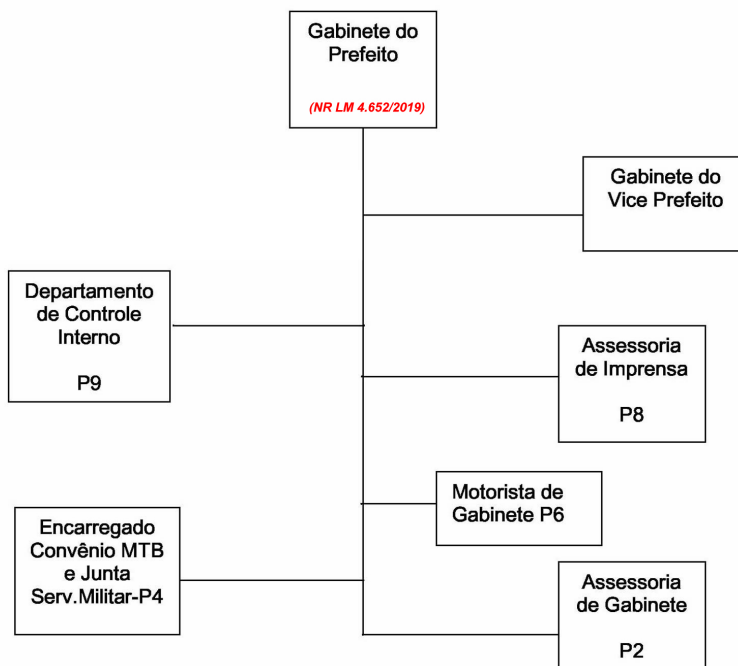 Gabinete do
Prefeito
(NR LM 4.652/2019)
Gabinete do
Vice Prefeito
Departamento
de Controle
Interno
P9
Assessoria
de Imprensa
P8
Motorista de
Gabinete P6
Encarregado
Convênio MTB
e Junta
Serv.Militar-P4
Assessoria
de Gabinete
P2